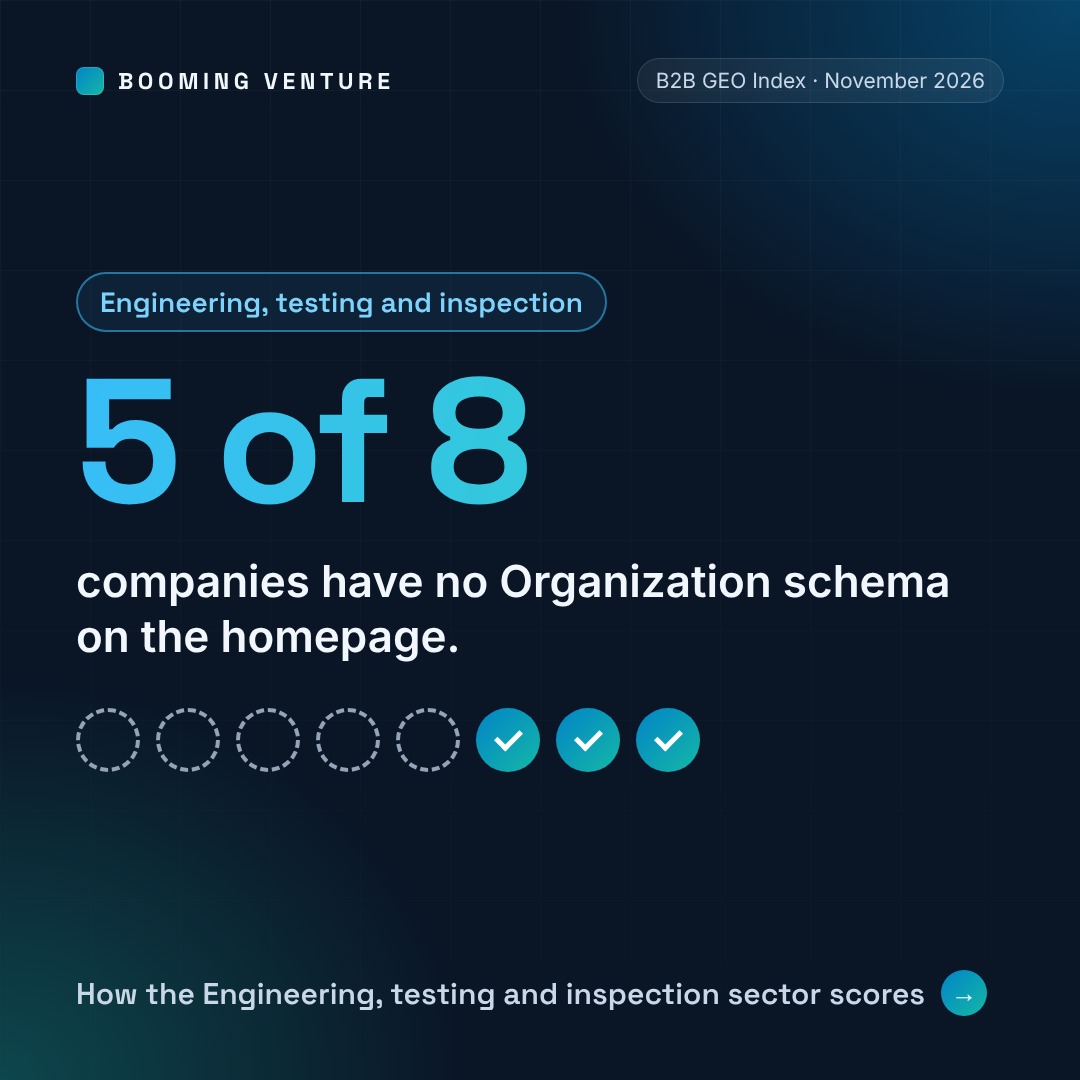 BOOMING VENTURE
B2B GEO Index · November 2026
Engineering, testing and inspection
5 of 8
companies have no Organization schema
on the homepage.
How the Engineering, testing and inspection sector scores →